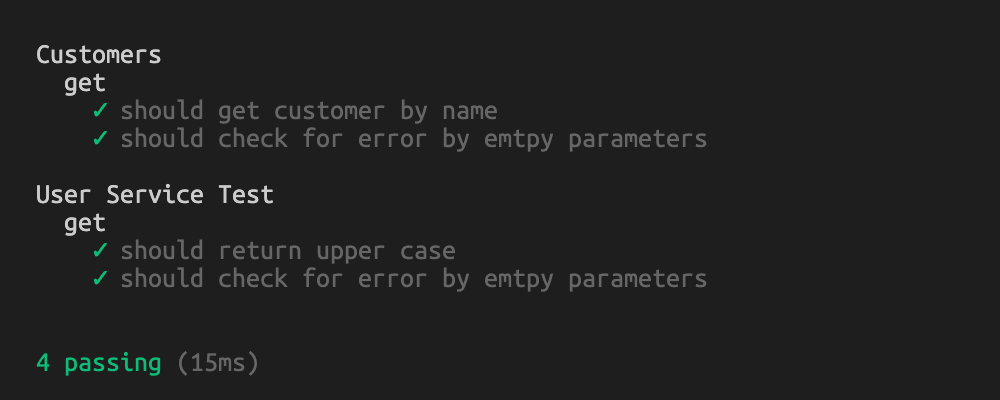 Customers
get
✓ should get customer by name
✓ should check for error by emtpy parameters
User Service Test
get
✓ should return upper case
✓ should check for error by emtpy parameters
4 passing (15ms)